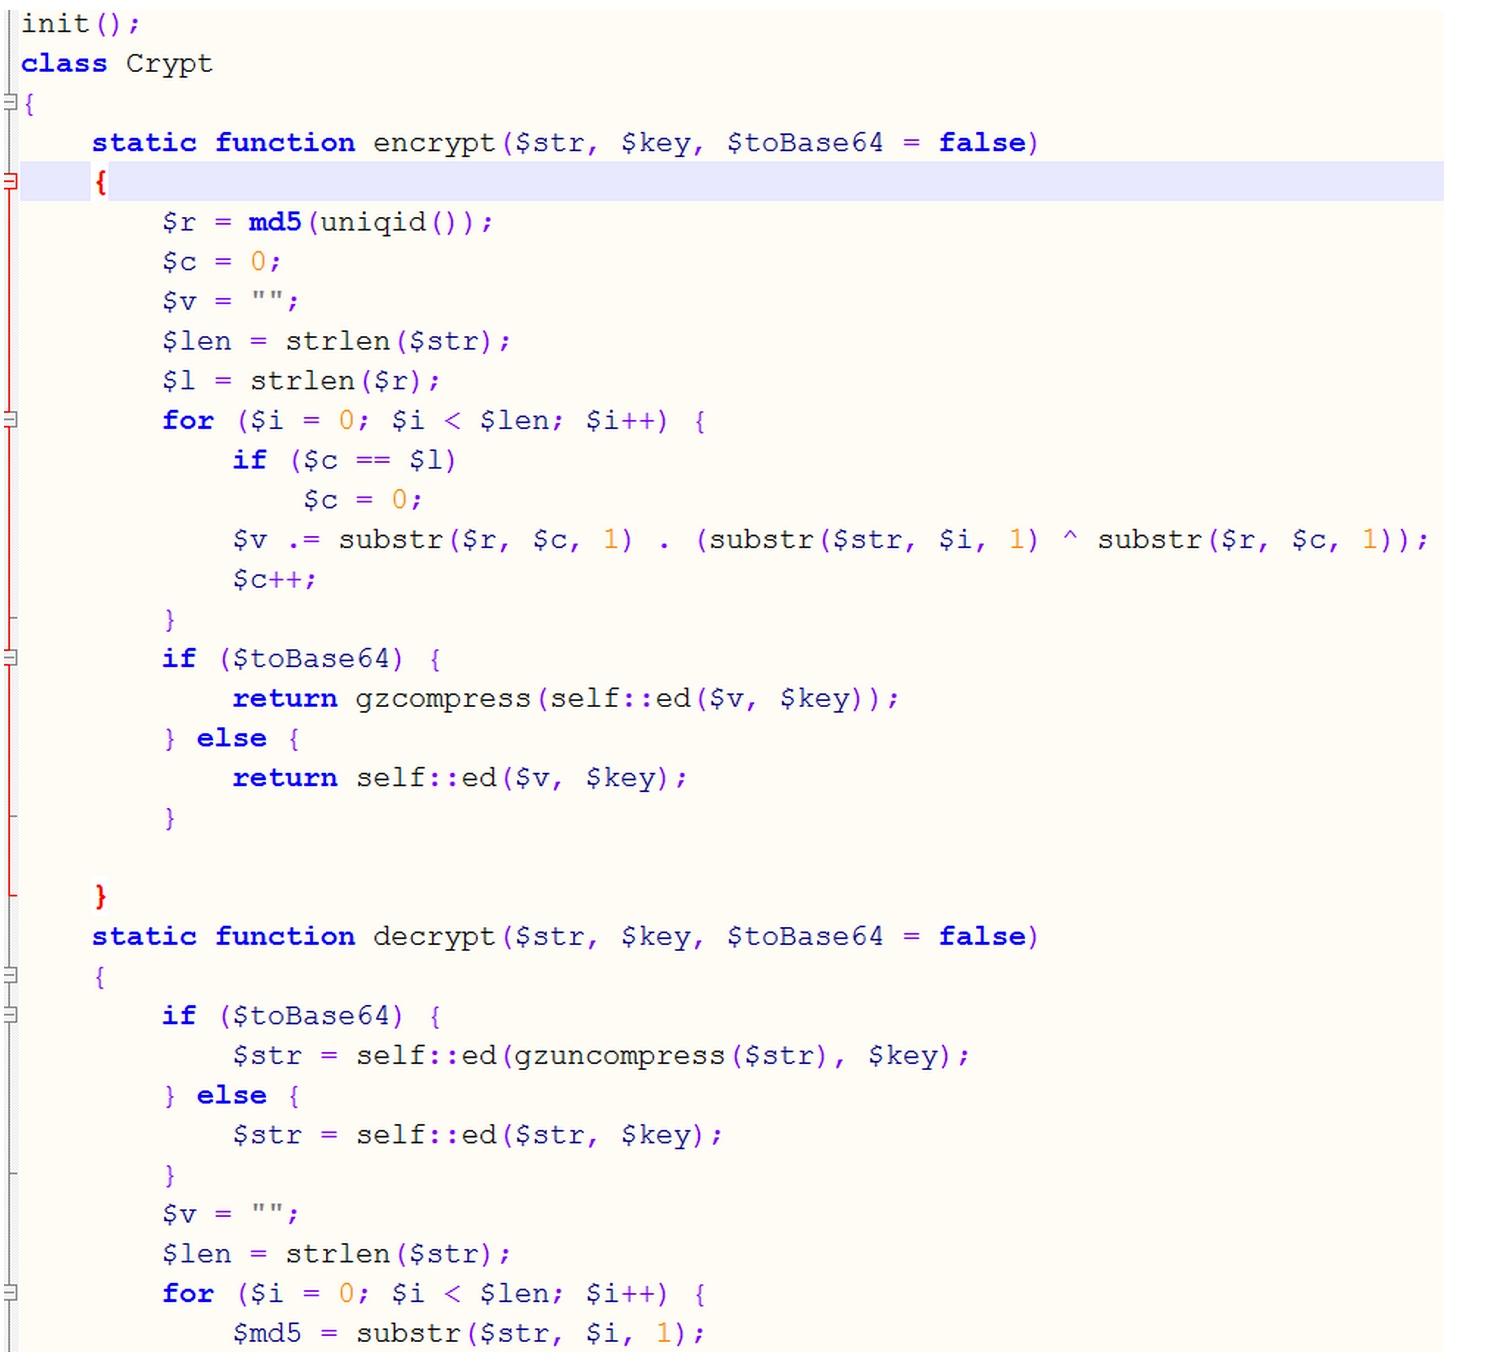 init();
class Crypt
{
    static function encrypt($str, $key, $toBase64 = false)
    {
        $r = md5(uniqid());
        $c = 0;
        $v = "";
        $len = strlen($str);
        $l = strlen($r);
        for ($i = 0; $i < $len; $i++) {
            if ($c == $l)
                $c = 0;
            $v .= substr($r, $c, 1) . (substr($str, $i, 1) ^ substr($r, $c, 1));
            $c++;
        }
        if ($toBase64) {
            return gzcompress(self::ed($v, $key));
        } else {
            return self::ed($v, $key);
        }

    }
    static function decrypt($str, $key, $toBase64 = false)
    {
        if ($toBase64) {
            $str = self::ed(gzuncompress($str), $key);
        } else {
            $str = self::ed($str, $key);
        }
        $v = "";
        $len = strlen($str);
        for ($i = 0; $i < $len; $i++) {
            $md5 = substr($str, $i, 1);